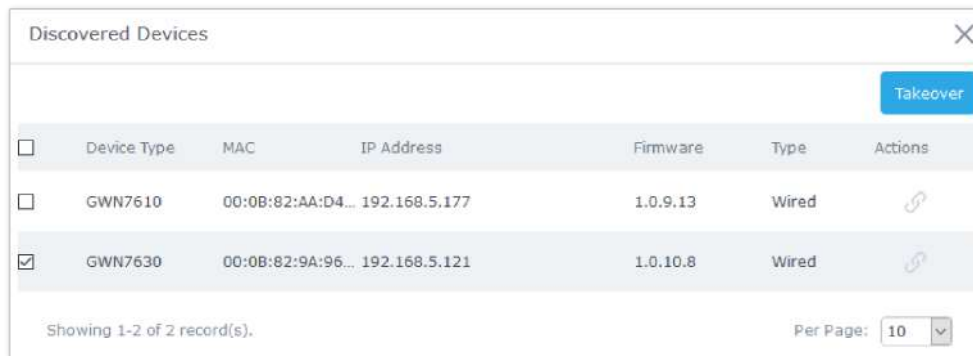 Discovered Devices
Takeover
Device Type MAC IP Address Firmware Type Actions
GWN7610 00:0B:82:AA:D4... 192.168.5.177 1.0.9.13 Wired
GWN7630 00:0B:82:9A:96... 192.168.5.121 1.0.10.8 Wired
Showing 1-2 of 2 record(s). Per Page: 10